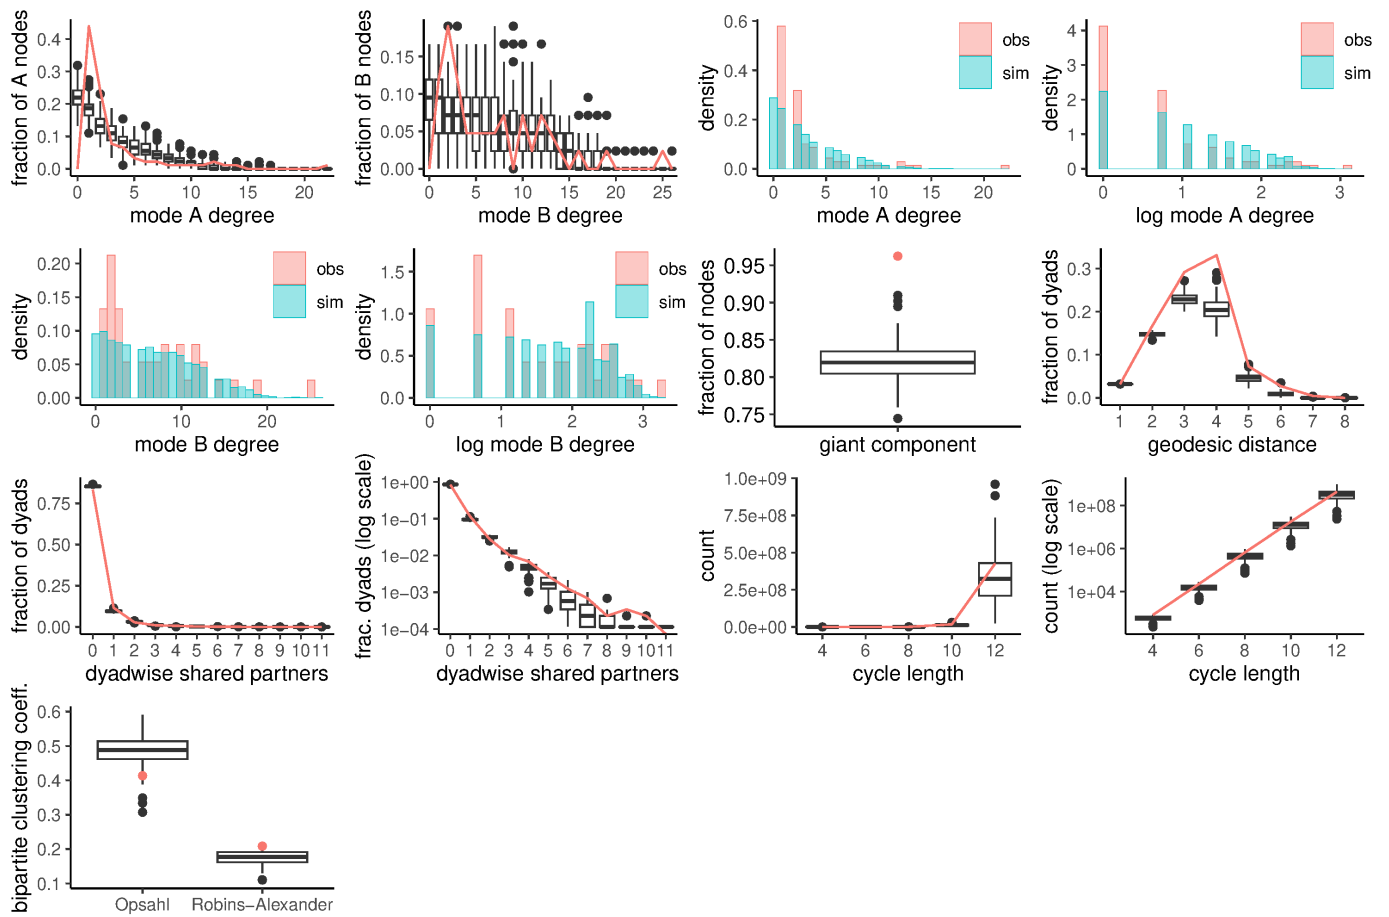 fraction of A nodes
0.4
0.3
0.2
0.1
0.0
0 5 10 15 20
mode A degree
fraction of B nodes
0.15
0.10
0.05
0.00
0 5 10 15 20 25
mode B degree
density
0.6
0.4
0.2
0.0
0 5 10 15 20
mode A degree
obs
sim
density
4
3
2
1
0
0 1 2 3
log mode A degree
obs
sim
density
0.20
0.15
0.10
0.05
0.00
0 10 20
mode B degree
obs
sim
density
1.5
1.0
0.5
0.0
0 1 2 3
log mode B degree
obs
sim
fraction of nodes
0.95
0.90
0.85
0.80
0.75
giant component
fraction of dyads
0.3
0.2
0.1
0.0
1 2 3 4 5 6 7 8
geodesic distance
fraction of dyads
0.75
0.50
0.25
0.00
0 1 2 3 4 5 6 7 8 9 10 11
dyadwise shared partners
frac. dyads (log scale)
1e+00
1e−01
1e−02
1e−03
1e−04
0 1 2 3 4 5 6 7 8 9 10 11
dyadwise shared partners
count
1.0e+09
7.5e+08
5.0e+08
2.5e+08
0.0e+00
4 6 8 10 12
cycle length
count (log scale)
1e+08
1e+06
1e+04
4 6 8 10 12
cycle length
bipartite clustering coeff.
0.6
0.5
0.4
0.3
0.2
0.1
Opsahl Robins−Alexander